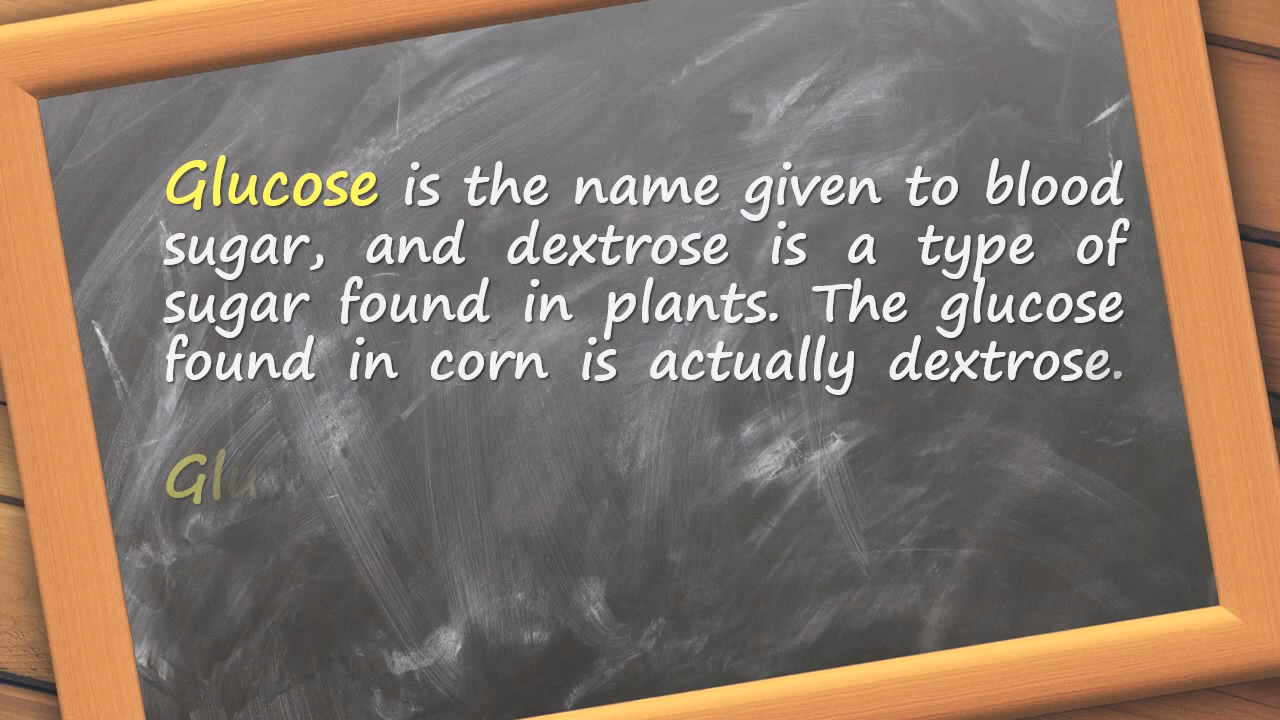 Glucose is the name given to blood
sugar, and dextrose is a type of
sugar found in plants. The glucose
found in corn is actually dextrose.
Glu